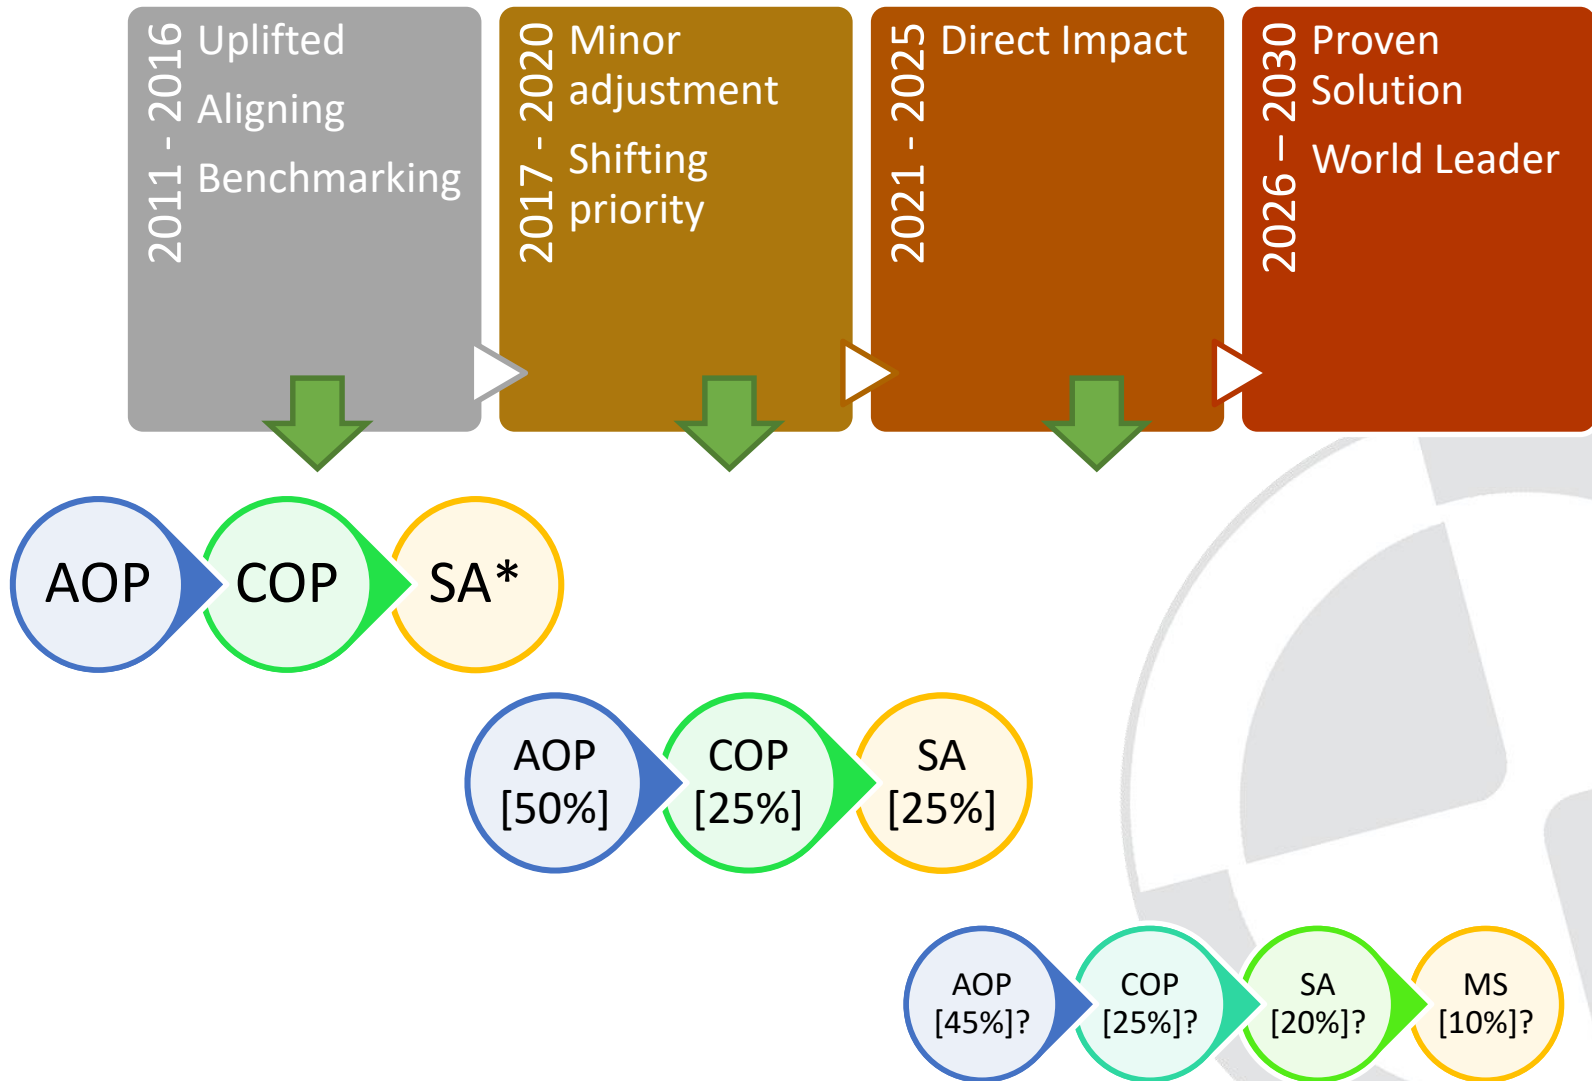 2011 - 2016
Uplifted
Aligning
Benchmarking
2017 - 2020
Minor
adjustment
Shifting
priority
2021 - 2025
Direct Impact
2026 – 2030
Proven
Solution
World Leader
AOP
COP
SA*
AOP
[50%]
COP
[25%]
SA
[25%]
AOP
[45%]?
COP
[25%]?
SA
[20%]?
MS
[10%]?